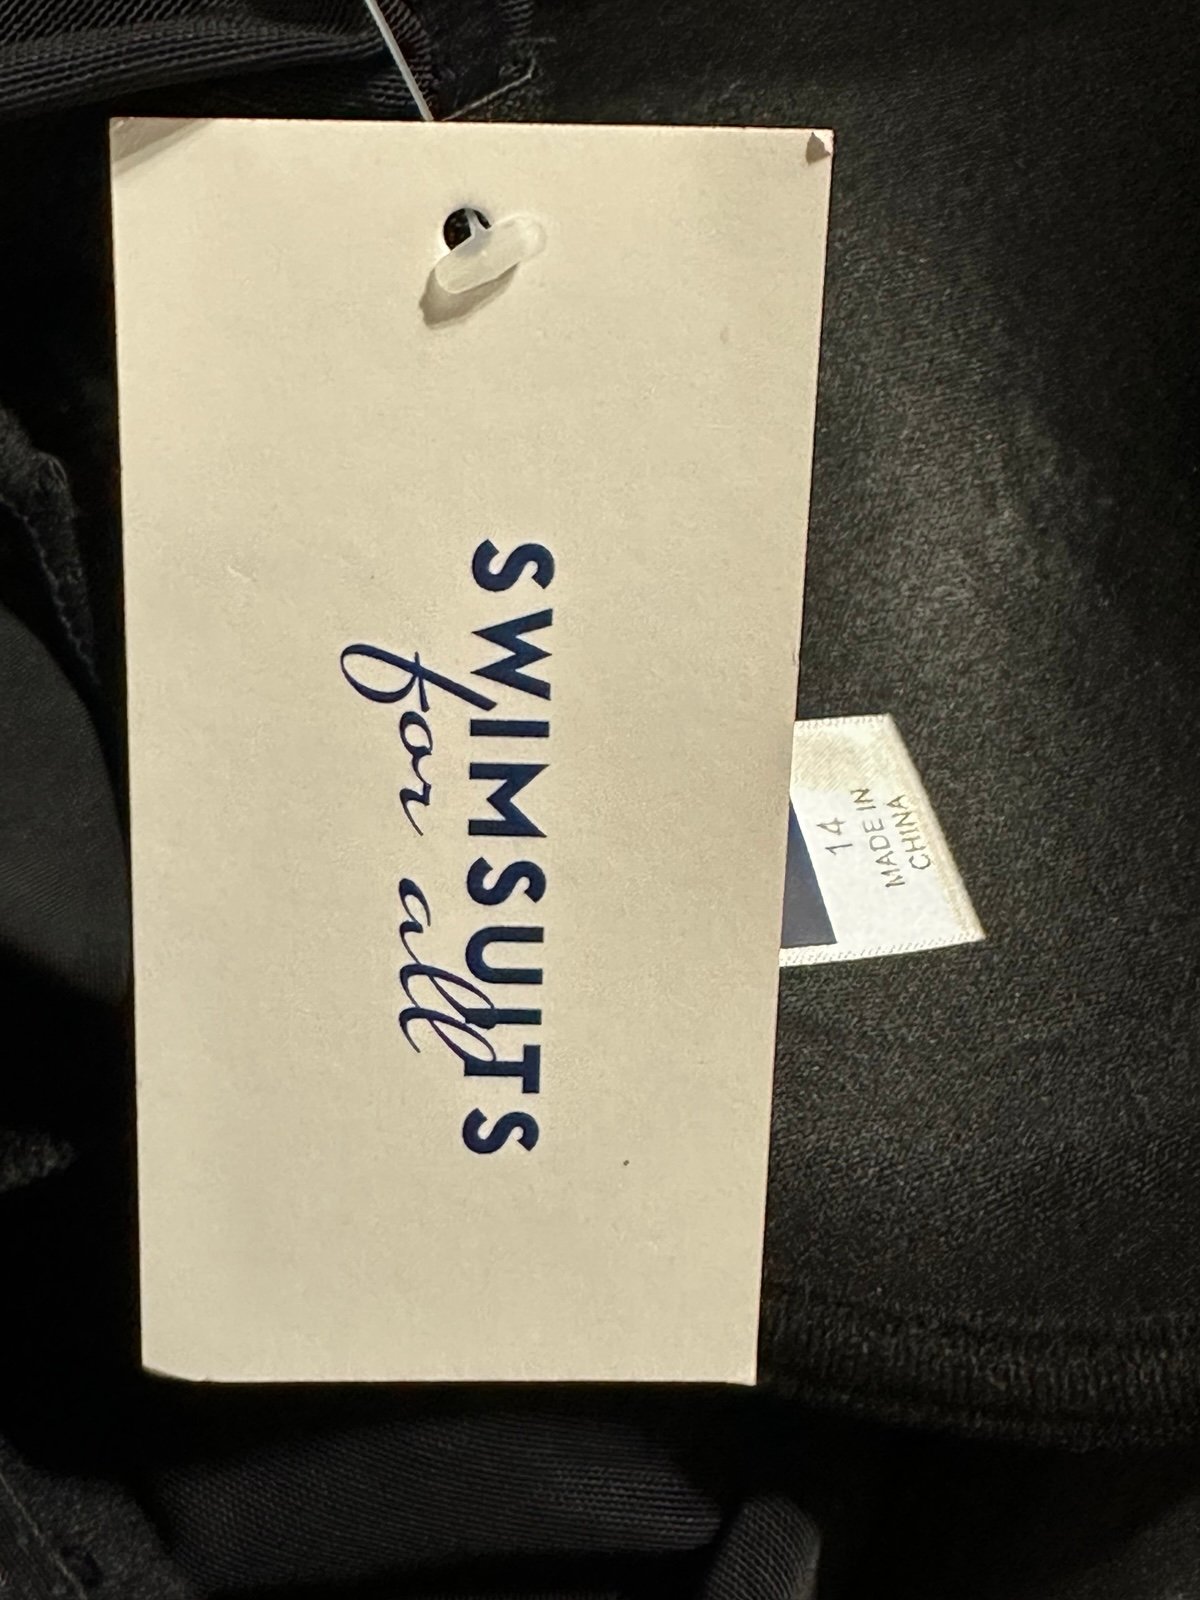 SWIMSUITS
for all
14
MADE IN
CHINA